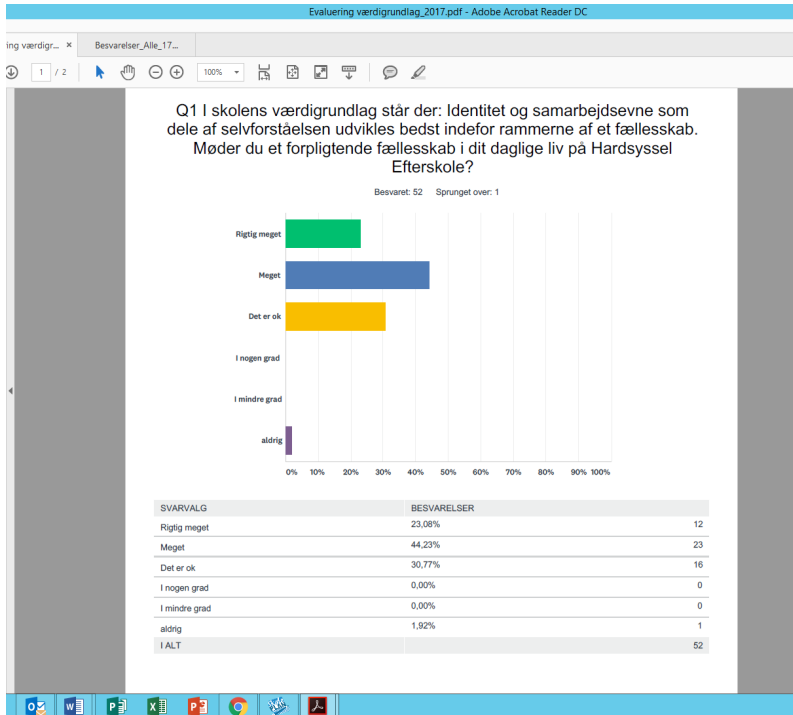 Evaluering værdigrundlag_2017.pdf - Adobe Acrobat Reader DC
ing værdigr... × Besvarelser_Alle_17...
1 / 2 100%
Q1 I skolens værdigrundlag står der: Identitet og samarbejdsevne som
dele af selvforståelsen udvikles bedst indefor rammerne af et fællesskab.
Møder du et forpligtende fællesskab i dit daglige liv på Hardsyssel
Efterskole?
Besvaret: 52 Sprunget over: 1
Rigtig meget
Meget
Det er ok
I nogen grad
I mindre grad
aldrig
0% 10% 20% 30% 40% 50% 60% 70% 80% 90% 100%
SVARVALG BESVARELSER
Rigtig meget 23,08% 12
Meget 44,23% 23
Det er ok 30,77% 16
I nogen grad 0,00% 0
I mindre grad 0,00% 0
aldrig 1,92% 1
I ALT 52